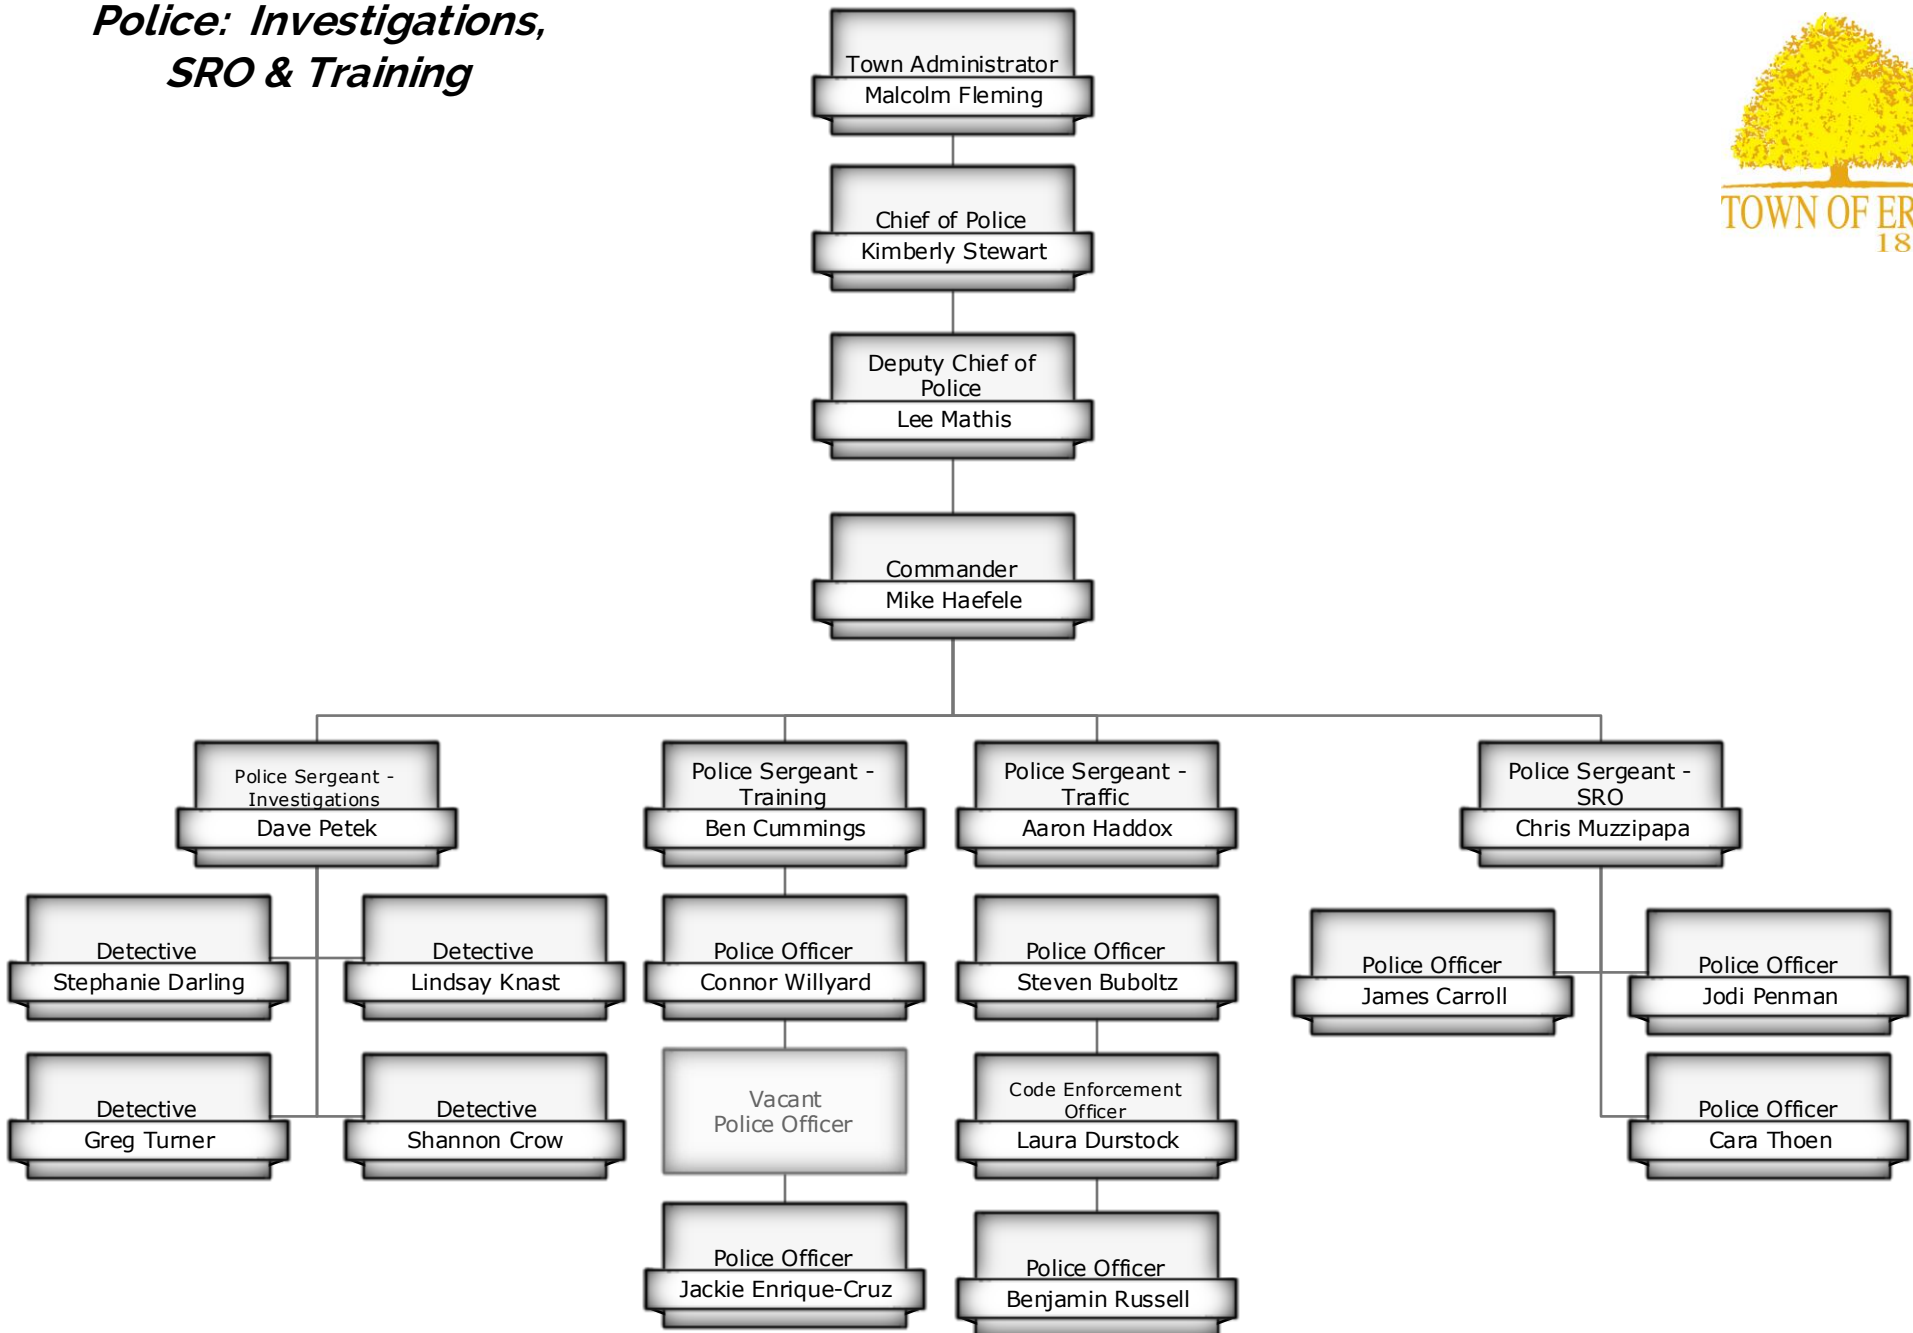 Police: Investigations,
SRO & Training
Town Administrator
Malcolm Fleming
TOWN OF ER
18
Chief of Police
Kimberly Stewart
Deputy Chief of
Police
Lee Mathis
Commander
Mike Haefele
Police Sergeant -
Investigations
Dave Petek
Police Sergeant -
Training
Ben Cummings
Police Sergeant -
Traffic
Aaron Haddox
Police Sergeant -
SRO
Chris Muzzipapa
Detective
Stephanie Darling
Detective
Lindsay Knast
Police Officer
Connor Willyard
Police Officer
Steven Buboltz
Police Officer
James Carroll
Police Officer
Jodi Penman
Detective
Greg Turner
Detective
Shannon Crow
Vacant
Police Officer
Code Enforcement
Officer
Laura Durstock
Police Officer
Cara Thoen
Police Officer
Jackie Enrique-Cruz
Police Officer
Benjamin Russell